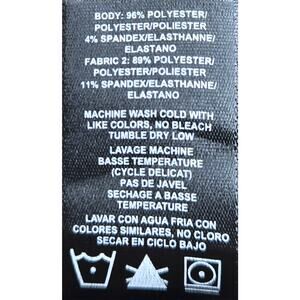 BODY: 96% POLYESTER/
POLYESTER/POLIESTER
4% SPANDEX/ELASTHANNE/
ELASTANO
FABRIC 2: 89% POLYESTER/
POLYESTER/POLIESTER
11% SPANDEX/ELASTHANNE/
ELASTANO
MACHINE WASH COLD WITH
LIKE COLORS, NO BLEACH
TUMBLE DRY LOW
LAVAGE MACHINE
BASSE TEMPERATURE
(CYCLE DELICAT)
PAS DE JAVEL
SECHAGE A BASSE
TEMPERATURE
LAVAR CON AGUA FRIA CON
COLORES SIMILARES, NO CLORO
SECAR EN CICLO BAJO